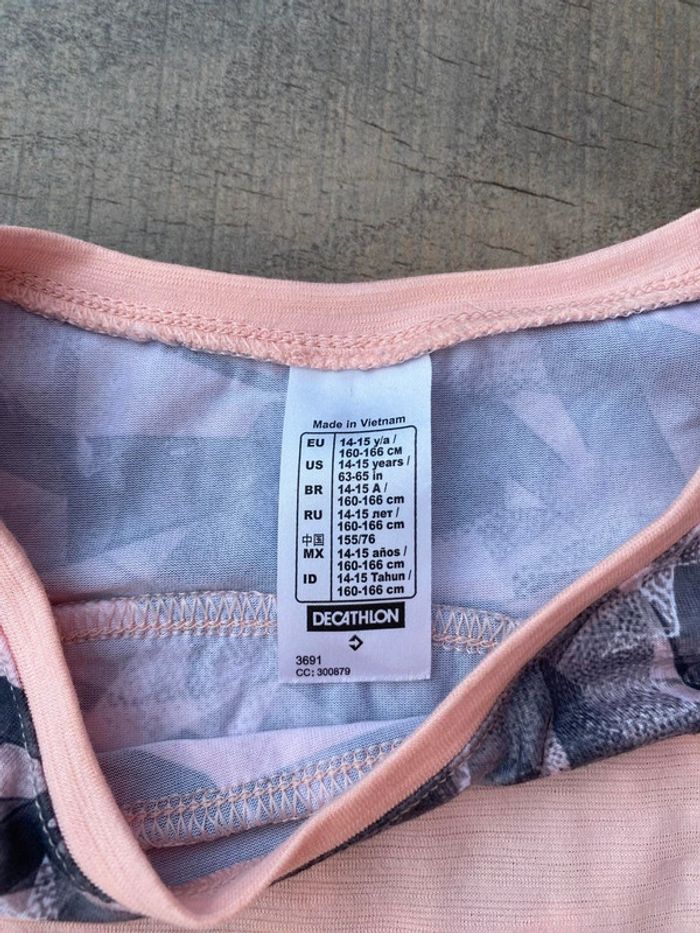 Made in Vietnam
EU 14-15 y/a /
160-166 CM
US 14-15 years /
63-65 in
BR 14-15 A /
160-166 cm
RU 14-15 лет /
160-166 cm
中国 155/76
MX 14-15 años /
160-166 cm
ID 14-15 Tahun /
160-166 cm
DECATHLON
3691
CC: 300879